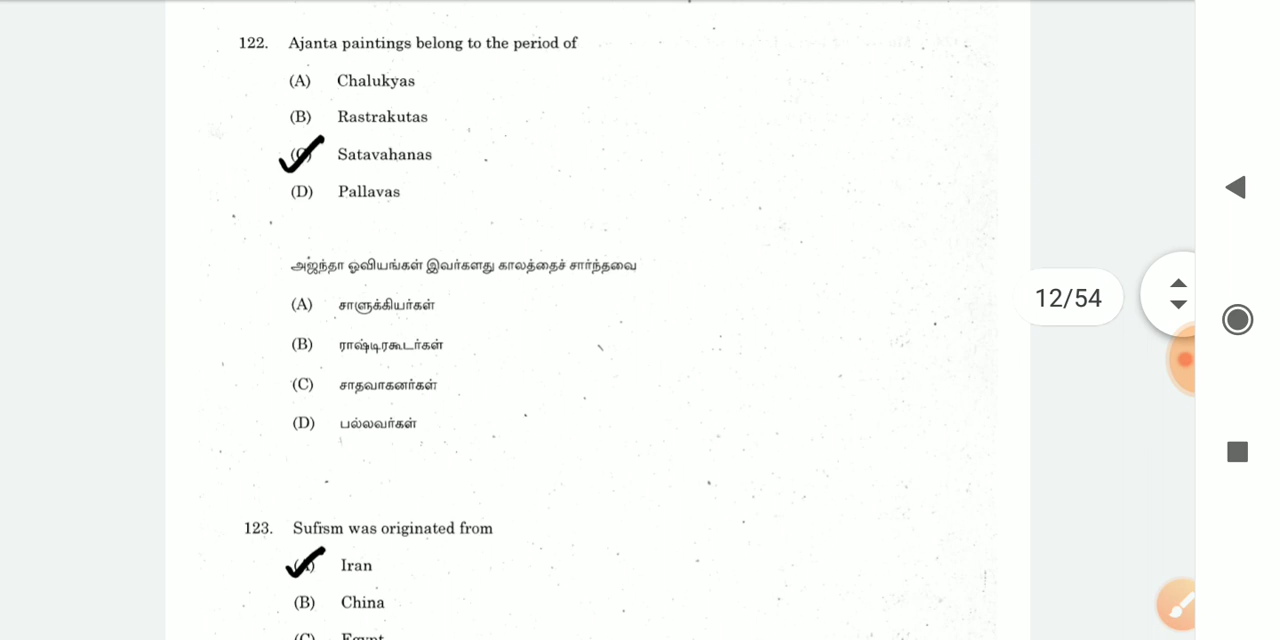 122. Ajanta paintings belong to the period of
(A) Chalukyas
(B) Rastrakutas
(C) Satavahanas
(D) Pallavas
அஜந்தா ஓவியங்கள் இவர்களது காலத்தைச் சார்ந்தவை
(A) சாளுக்கியர்கள்
(B) ராஷ்டிரகூடர்கள்
(C) சாதவாகனர்கள்
(D) பல்லவர்கள்
12/54
123. Sufism was originated from
(A) Iran
(B) China
(C) Egypt